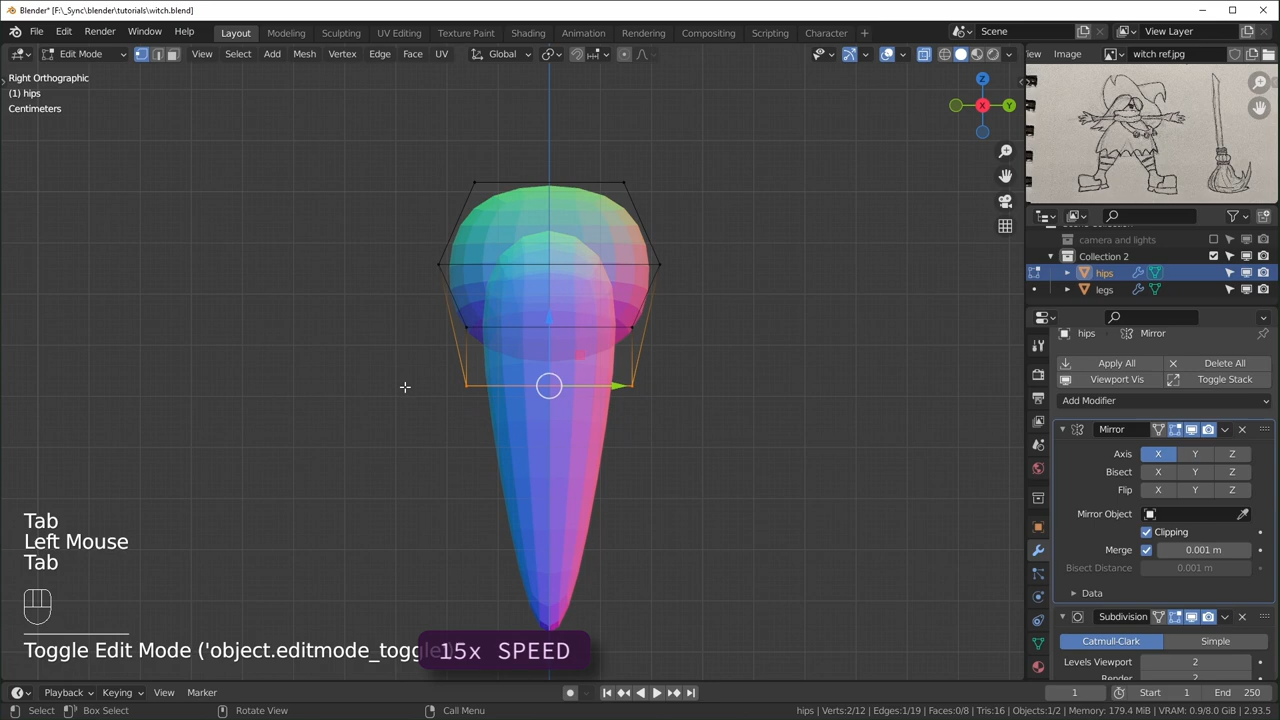 Blender* [F:\_Sync\blender\tutorials\witch.blend]
File Edit Render Window Help
Layout Modeling Sculpting UV Editing Texture Paint Shading Animation Rendering Compositing Scripting Character +
Scene
View Layer
Edit Mode View Select Add Mesh Vertex Edge Face UV
Global
Image
witch ref.jpg
Right Orthographic
(1) hips
Centimeters
Z
X
Y
camera and lights
Collection 2
hips
legs
hips Mirror
Apply All
Delete All
Viewport Vis
Toggle Stack
Add Modifier
Mirror
Axis X Y Z
Bisect X Y Z
Flip X Y Z
Mirror Object
Clipping
Merge 0.001 m
Bisect Distance 0.001 m
Data
Subdivision
Catmull-Clark Simple
Levels Viewport 2
Tab
Left Mouse
Tab
Toggle Edit Mode ('object.editmode_toggle
15x SPEED
Playback Keying View Marker
1 Start 1 End 250
Select Box Select Rotate View Call Menu
hips | Verts:2/12 | Edges:1/19 | Faces:0/8 | Tris:16 | Objects:1/2 | Memory: 179.4 MiB | VRAM: 0.9/8.0 GiB | 2.93.5